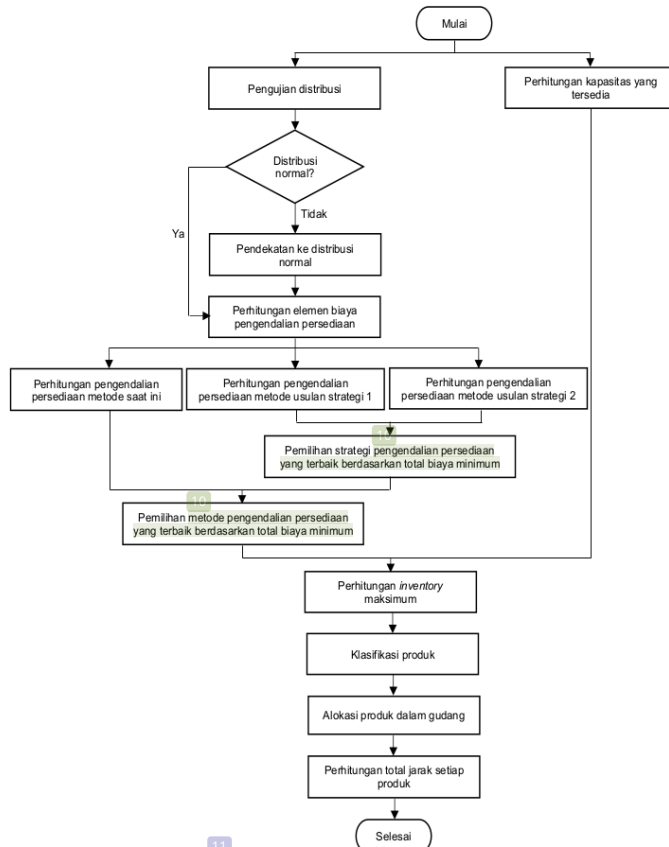 Mulai
Pengujian distribusi
Perhitungan kapasitas yang
tersedia
Distribusi
normal?
Tidak
Ya
Pendekatan ke distribusi
normal
Perhitungan elemen biaya
pengendalian persediaan
Perhitungan pengendalian
persediaan metode saat ini
Perhitungan pengendalian
persediaan metode usulan strategi 1
Perhitungan pengendalian
persediaan metode usulan strategi 2
Pemilihan strategi pengendalian persediaan
yang terbaik berdasarkan total biaya minimum
10
Pemilihan metode pengendalian persediaan
yang terbaik berdasarkan total biaya minimum
Perhitungan inventory
maksimum
Klasifikasi produk
Alokasi produk dalam gudang
Perhitungan total jarak setiap
produk
Selesai
11